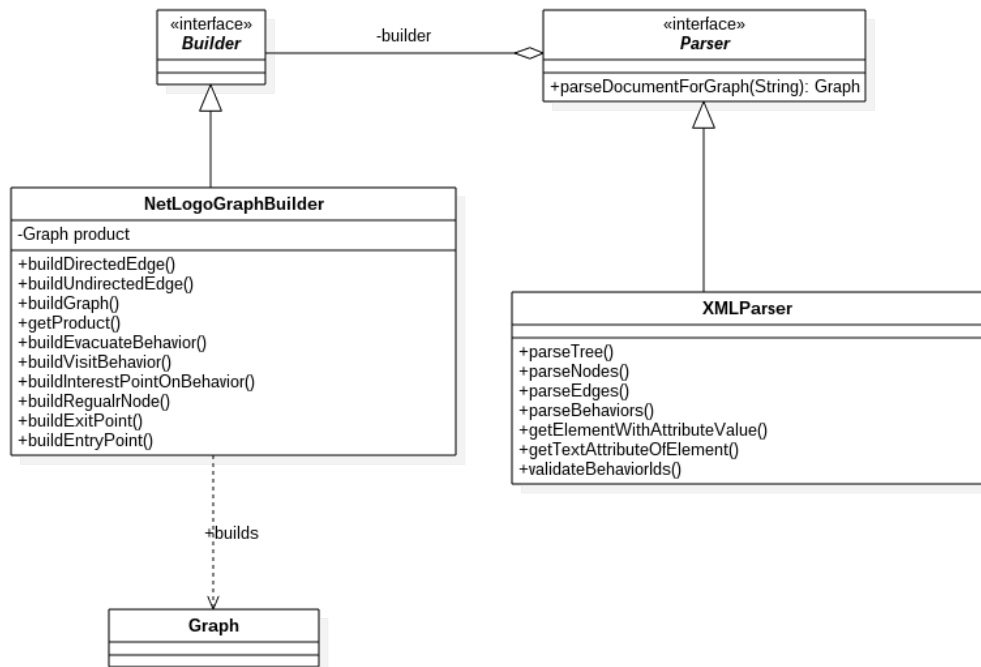 «interface»
Builder
-builder
«interface»
Parser
+parseDocumentForGraph(String): Graph
NetLogoGraphBuilder
-Graph product
+buildDirectedEdge()
+buildUndirectedEdge()
+buildGraph()
+getProduct()
+buildEvacuateBehavior()
+buildVisitBehavior()
+buildInterestPointOnBehavior()
+buildRegualrNode()
+buildExitPoint()
+buildEntryPoint()
XMLParser
+parseTree()
+parseNodes()
+parseEdges()
+parseBehaviors()
+getElementWithAttributeValue()
+getTextAttributeOfElement()
+validateBehaviorIds()
+builds
Graph